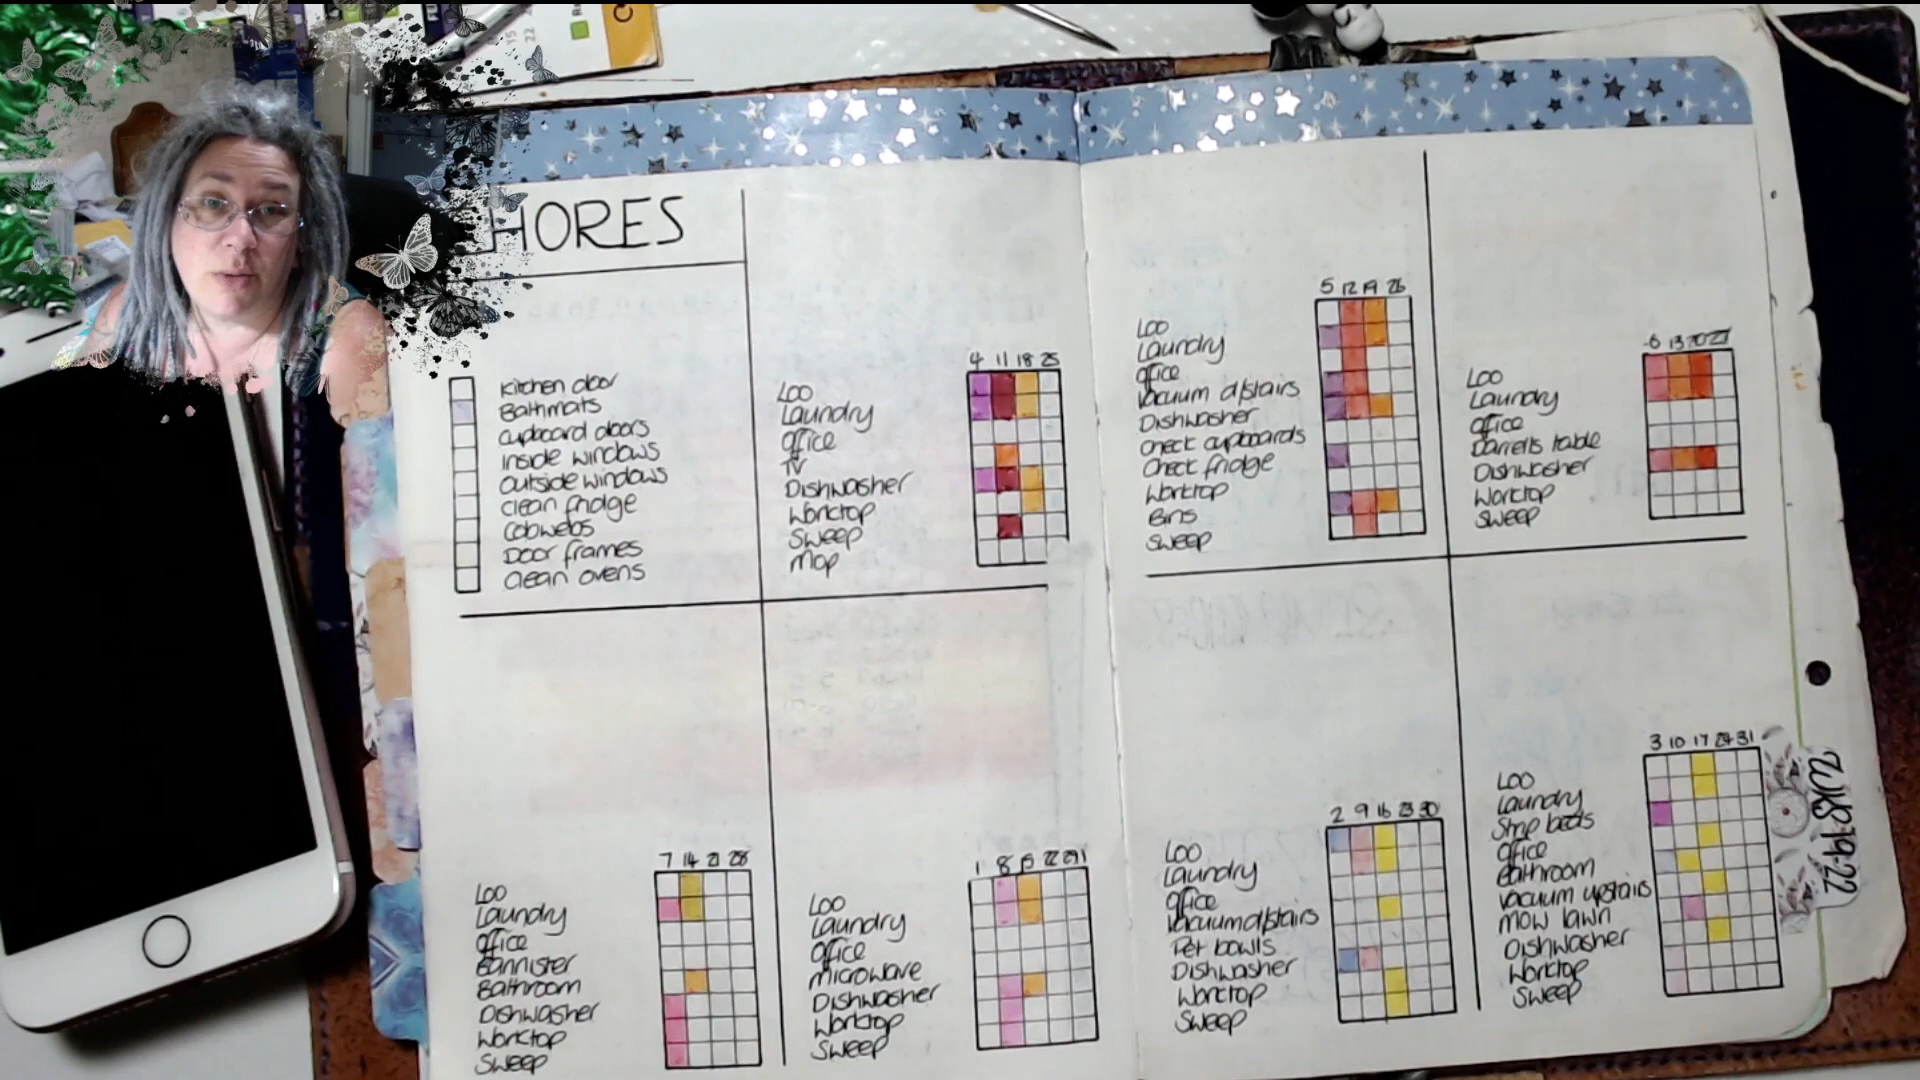 HORES
Kitchen door
Bathmats
cupboard doors
Inside windows
Outside windows
clean fridge
Cobwebs
Door frames
clean ovens
4 11 18 25
Loo
Laundry
Office
TV
Dishwasher
Worktop
Sweep
Mop
5 12 19 26
Loo
Laundry
Office
Vacuum d/stairs
Dishwasher
Check cupboards
Check fridge
Worktop
Bins
Sweep
6 13 20 27
Loo
Laundry
Office
Darrells table
Dishwasher
Worktop
Sweep
7 14 21 28
Loo
Laundry
Office
Bannister
Bathroom
Dishwasher
Worktop
Sweep
1 8 15 22 29
Loo
Laundry
Office
Microwave
Dishwasher
Worktop
Sweep
2 9 16 23 30
Loo
Laundry
Office
Vacuum d/stairs
Pet bowls
Dishwasher
Worktop
Sweep
3 10 17 24 31
Loo
Laundry
Strip beds
Office
Bathroom
Vacuum upstairs
Mow lawn
Dishwasher
Worktop
Sweep
WK 19:22